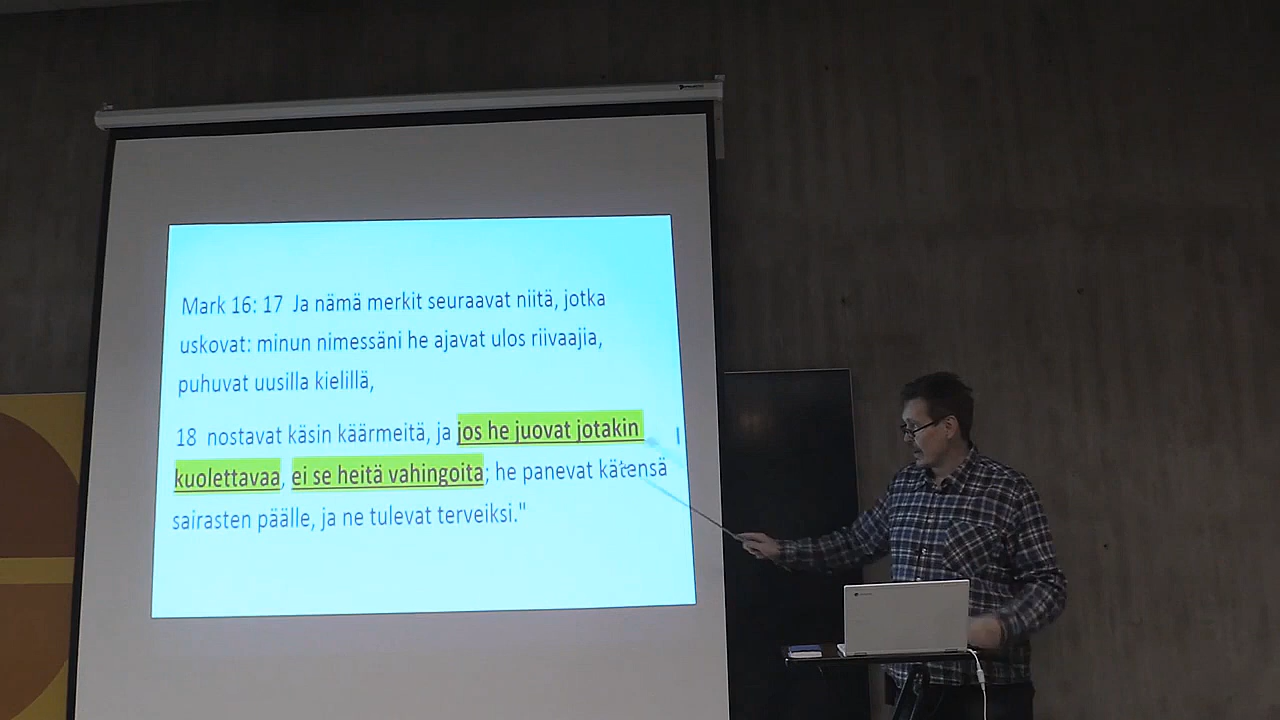 Mark 16: 17 Ja nämä merkit seuraavat niitä, jotka
uskovat: minun nimessäni he ajavat ulos riivaajia,
puhuvat uusilla kielillä,
18 nostavat käsin käärmeitä, ja jos he juovat jotakin
kuolettavaa, ei se heitä vahingoita; he panevat kätensä
sairasten päälle, ja ne tulevat terveiksi."